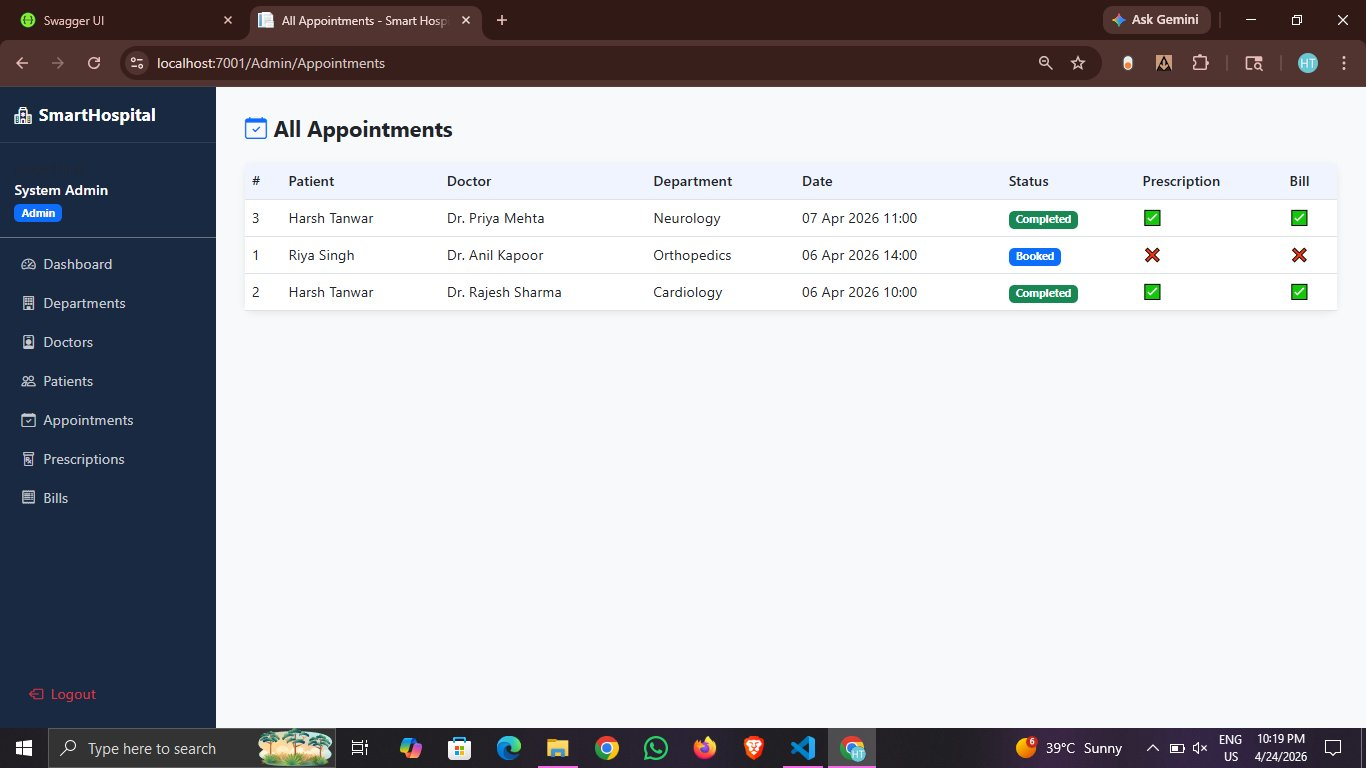 Swagger UI
All Appointments - Smart Hosp
Ask Gemini
localhost:7001/Admin/Appointments
HT
SmartHospital
System Admin
Admin
Dashboard
Departments
Doctors
Patients
Appointments
Prescriptions
Bills
Logout
All Appointments
# Patient Doctor Department Date Status Prescription Bill
3 Harsh Tanwar Dr. Priya Mehta Neurology 07 Apr 2026 11:00 Completed ✅ ✅
1 Riya Singh Dr. Anil Kapoor Orthopedics 06 Apr 2026 14:00 Booked ❌ ❌
2 Harsh Tanwar Dr. Rajesh Sharma Cardiology 06 Apr 2026 10:00 Completed ✅ ✅
Type here to search
HT
6
39°C Sunny
ENG
US
10:19 PM
4/24/2026